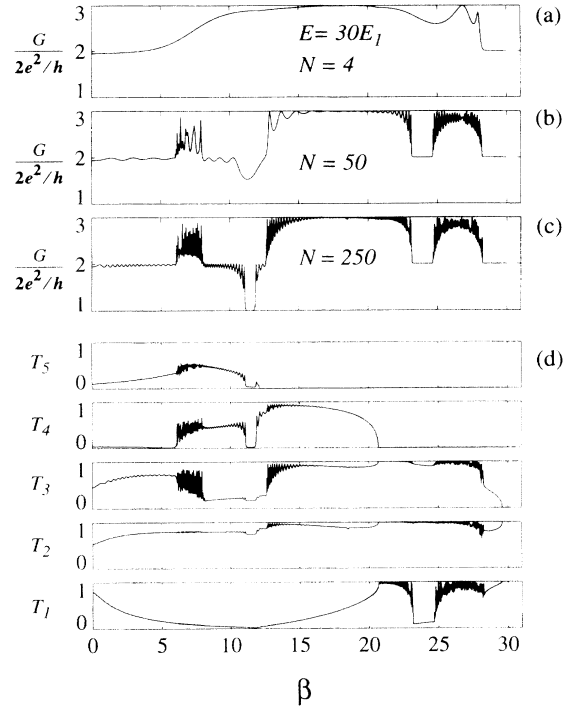 G
2e²/h
3
2
1
E= 30E₁
N = 4
(a)
G
2e²/h
3
2
1
N = 50
(b)
G
2e²/h
3
2
1
N = 250
(c)
T₅
1
0
(d)
T₄
1
0
T₃
1
0
T₂
1
0
T₁
1
0
0 5 10 15 20 25 30
β